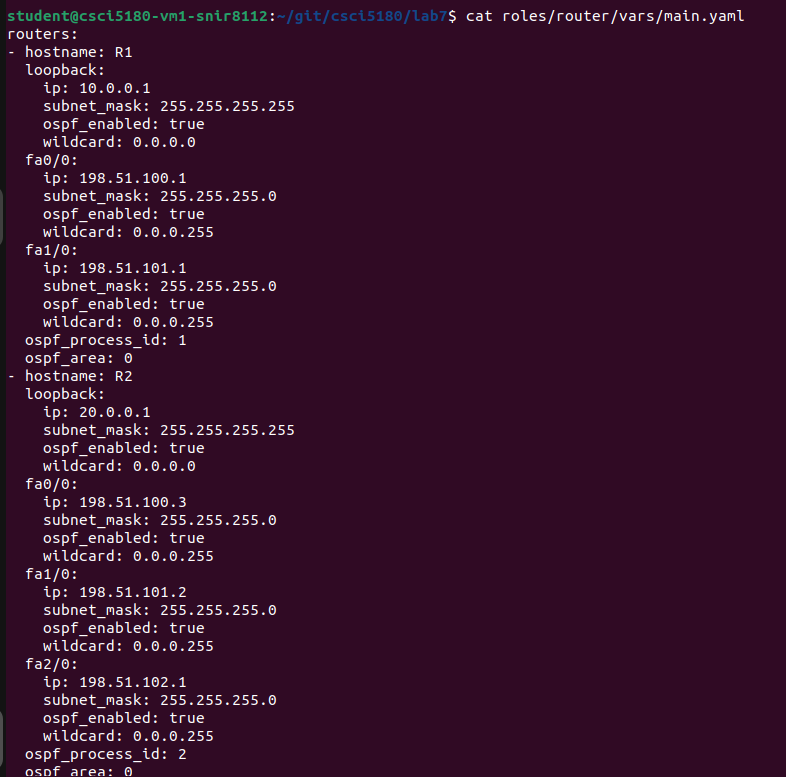 student@csci5180-vm1-snir8112:~/git/csci5180/lab7$ cat roles/router/vars/main.yaml
routers:
- hostname: R1
  loopback:
    ip: 10.0.0.1
    subnet_mask: 255.255.255.255
    ospf_enabled: true
    wildcard: 0.0.0.0
  fa0/0:
    ip: 198.51.100.1
    subnet_mask: 255.255.255.0
    ospf_enabled: true
    wildcard: 0.0.0.255
  fa1/0:
    ip: 198.51.101.1
    subnet_mask: 255.255.255.0
    ospf_enabled: true
    wildcard: 0.0.0.255
  ospf_process_id: 1
  ospf_area: 0
- hostname: R2
  loopback:
    ip: 20.0.0.1
    subnet_mask: 255.255.255.255
    ospf_enabled: true
    wildcard: 0.0.0.0
  fa0/0:
    ip: 198.51.100.3
    subnet_mask: 255.255.255.0
    ospf_enabled: true
    wildcard: 0.0.0.255
  fa1/0:
    ip: 198.51.101.2
    subnet_mask: 255.255.255.0
    ospf_enabled: true
    wildcard: 0.0.0.255
  fa2/0:
    ip: 198.51.102.1
    subnet_mask: 255.255.255.0
    ospf_enabled: true
    wildcard: 0.0.0.255
  ospf_process_id: 2
  ospf_area: 0